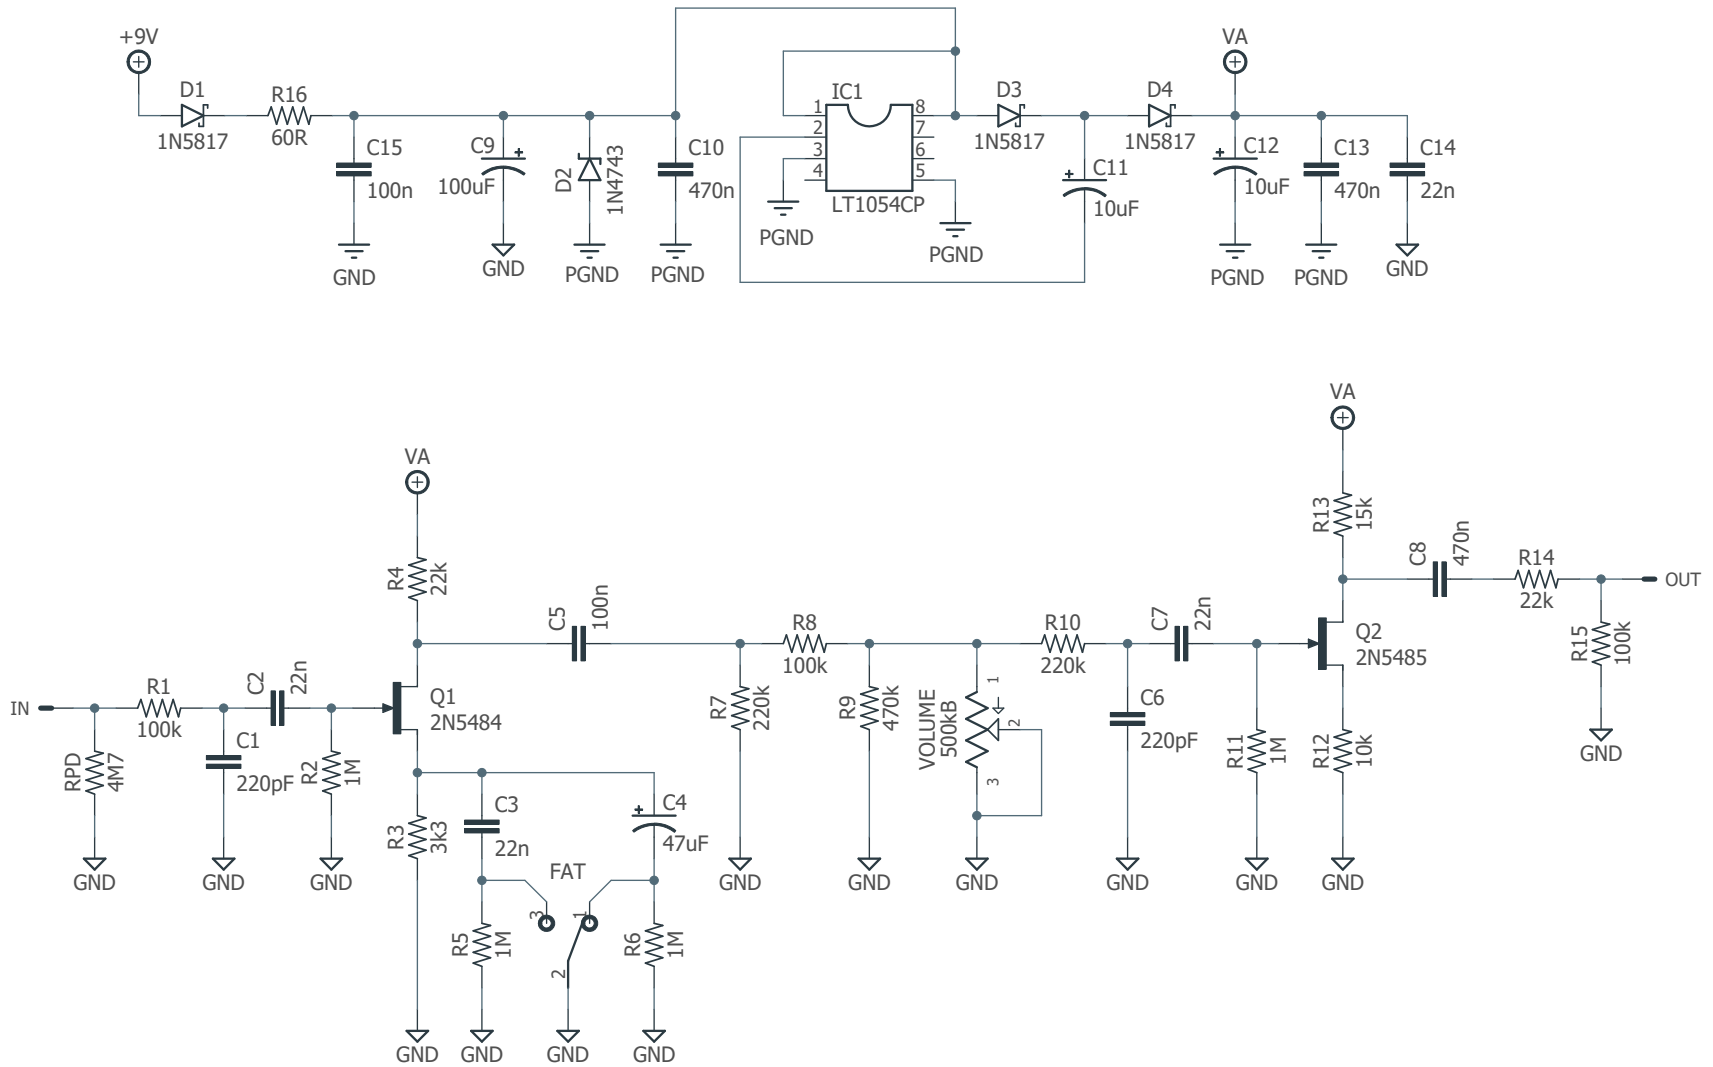 +9V
D1
1N5817
R16
60R
C15
100n
GND
C9
100uF
GND
D2
1N4743
PGND
C10
470n
PGND
IC1
1
2
3
4
8
7
6
5
LT1054CP
PGND
PGND
D3
1N5817
C11
10uF
D4
1N5817
VA
C12
10uF
PGND
C13
470n
PGND
C14
22n
GND
IN
RPD
4M7
GND
R1
100k
C1
220pF
GND
C2
22n
R2
1M
GND
VA
R4
22k
Q1
2N5484
R3
3k3
GND
C3
22n
R5
1M
GND
FAT
3
1
2
GND
C4
47uF
R6
1M
GND
C5
100n
R7
220k
GND
R8
100k
R9
470k
GND
VOLUME
500kB
1
2
3
GND
R10
220k
C6
220pF
GND
C7
22n
R11
1M
GND
VA
R13
15k
Q2
2N5485
R12
10k
GND
C8
470n
R14
22k
R15
100k
GND
OUT